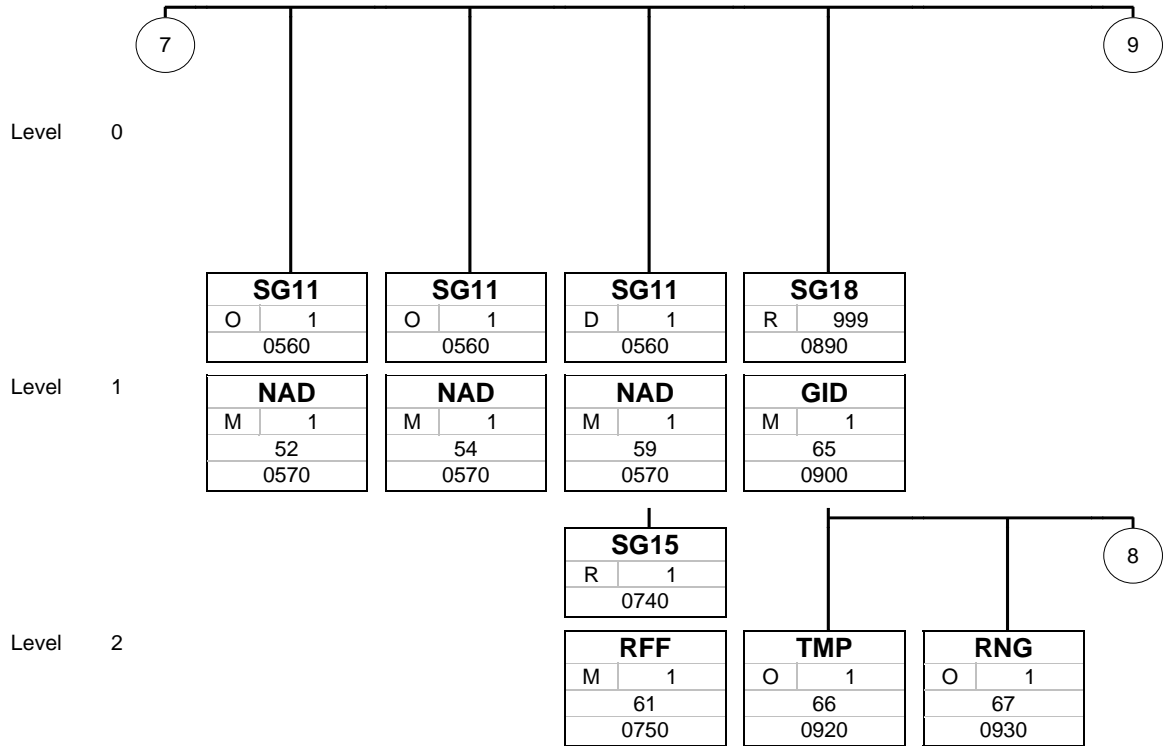 7
9
Level 0
SG11 SG11 SG11 SG18
O 1 O 1 D 1 R 999
0560 0560 0560 0890
Level 1
NAD NAD NAD GID
M 1 M 1 M 1 M 1
52 54 59 65
0570 0570 0570 0900
SG15
R 1
0740
8
Level 2
RFF TMP RNG
M 1 O 1 O 1
61 66 67
0750 0920 0930